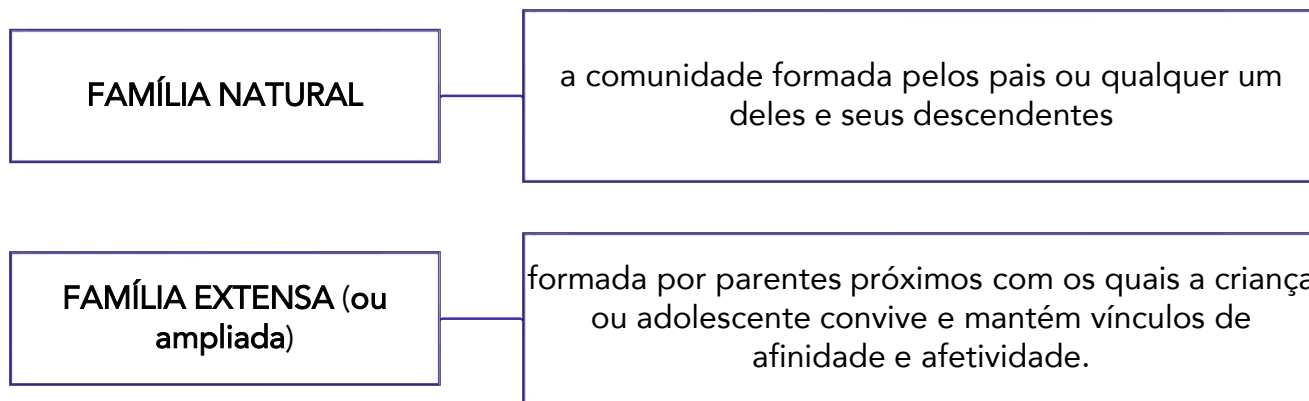 FAMÍLIA NATURAL
a comunidade formada pelos pais ou qualquer um
deles e seus descendentes
FAMÍLIA EXTENSA (ou
ampliada)
formada por parentes próximos com os quais a criança
ou adolescente convive e mantém vínculos de
afinidade e afetividade.